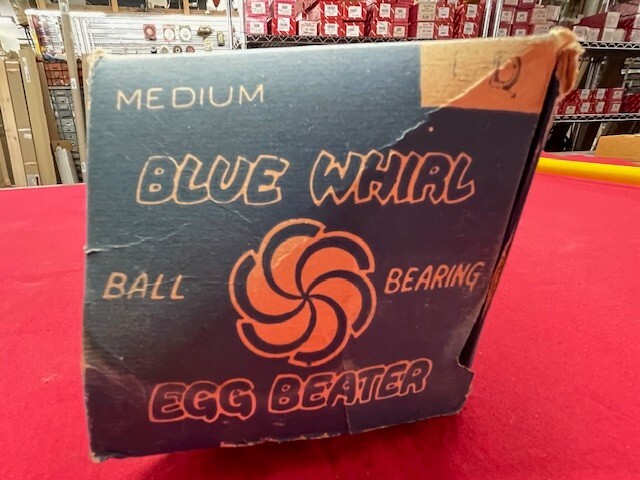 MEDIUM
BLUE WHIRL
BALL BEARING
EGG BEATER